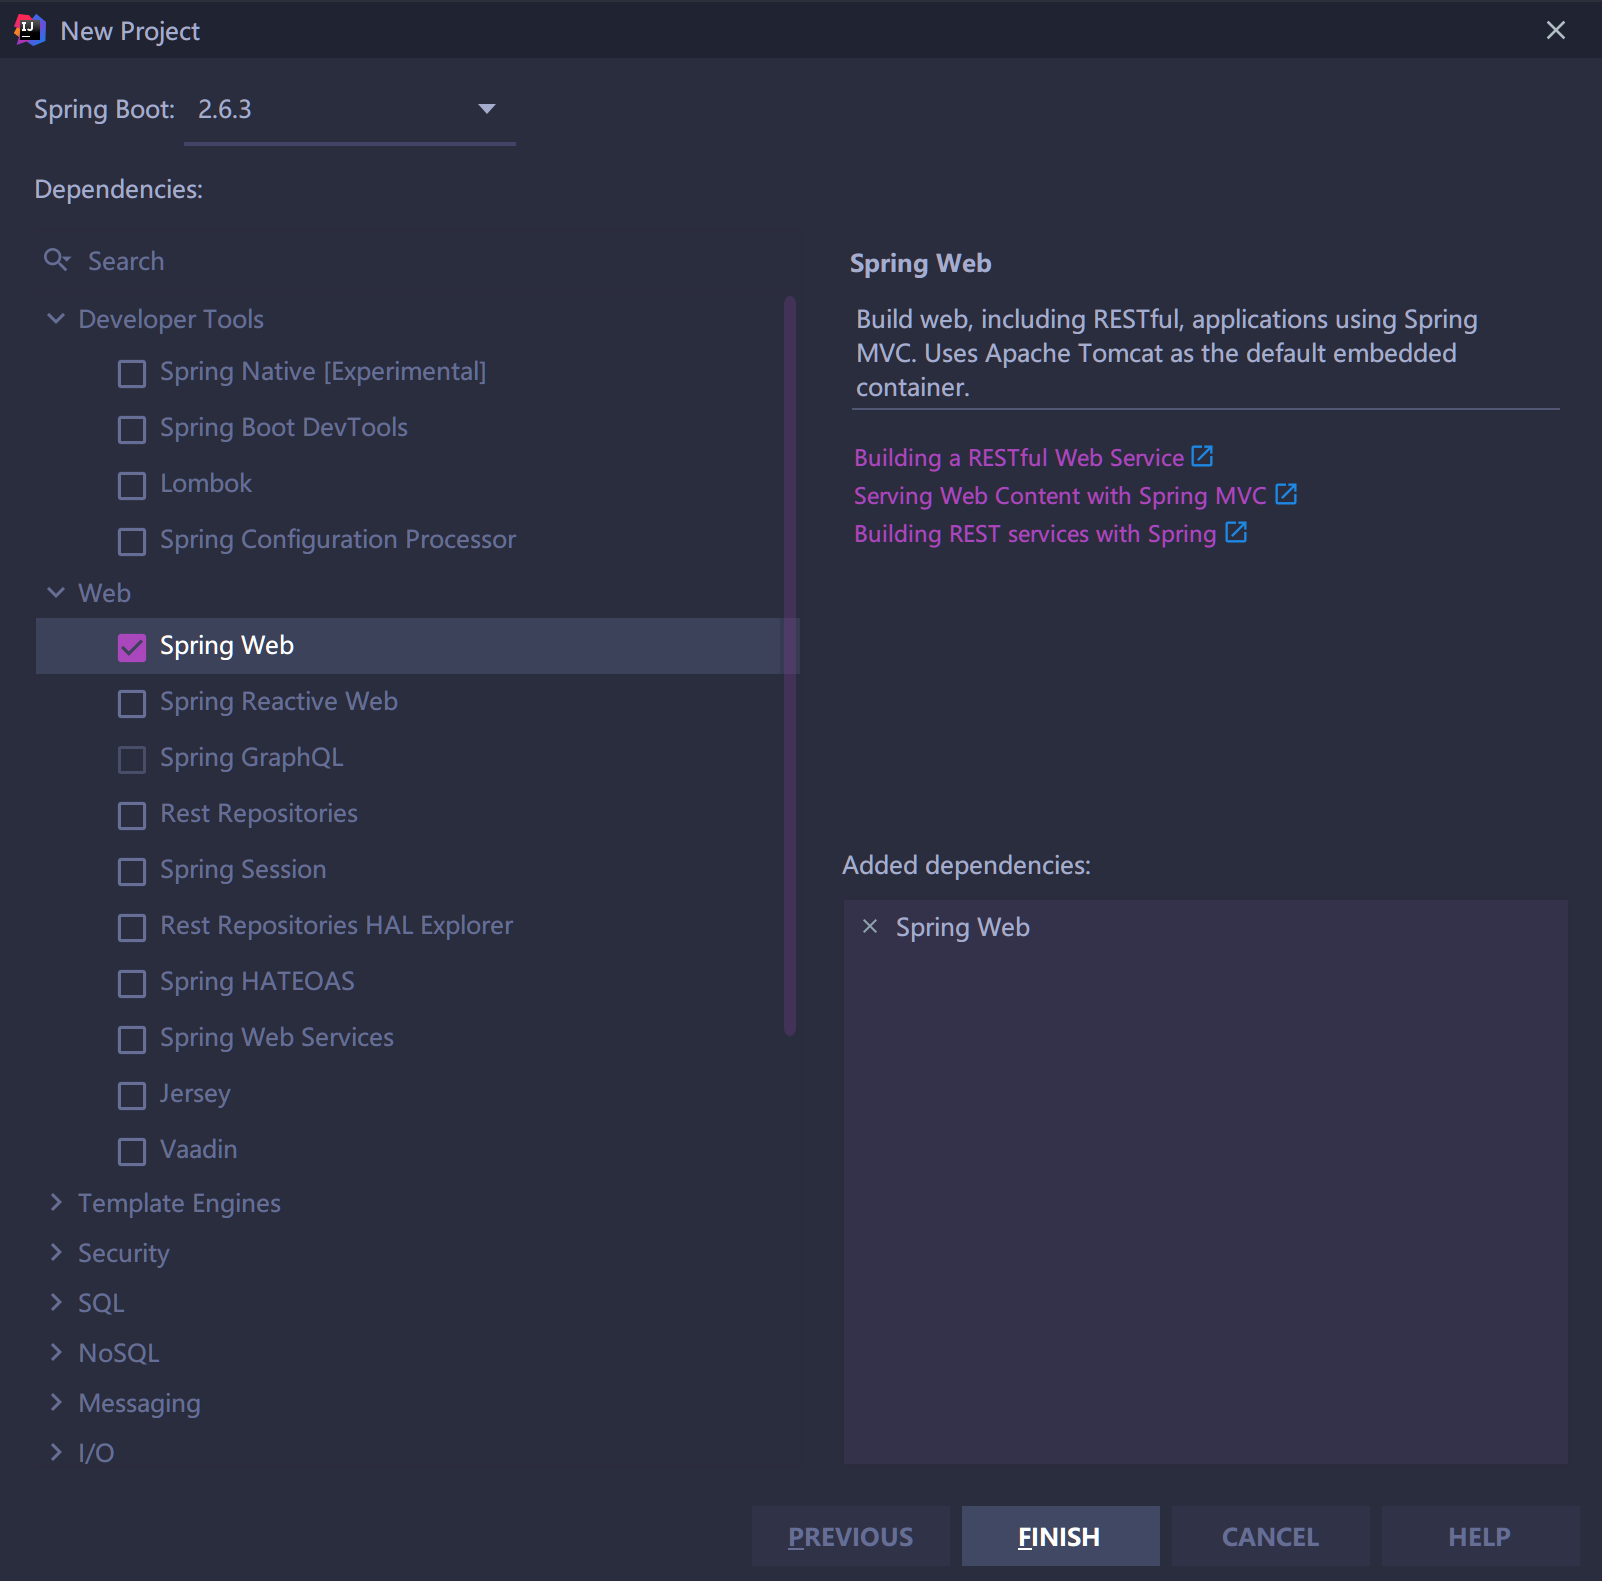 IJ
New Project
Spring Boot: 2.6.3
Dependencies:
Search
Developer Tools
Spring Native [Experimental]
Spring Boot DevTools
Lombok
Spring Configuration Processor
Web
Spring Web
Spring Reactive Web
Spring GraphQL
Rest Repositories
Spring Session
Rest Repositories HAL Explorer
Spring HATEOAS
Spring Web Services
Jersey
Vaadin
Template Engines
Security
SQL
NoSQL
Messaging
I/O
Spring Web
Build web, including RESTful, applications using Spring
MVC. Uses Apache Tomcat as the default embedded
container.
Building a RESTful Web Service
Serving Web Content with Spring MVC
Building REST services with Spring
Added dependencies:
Spring Web
PREVIOUS
FINISH
CANCEL
HELP